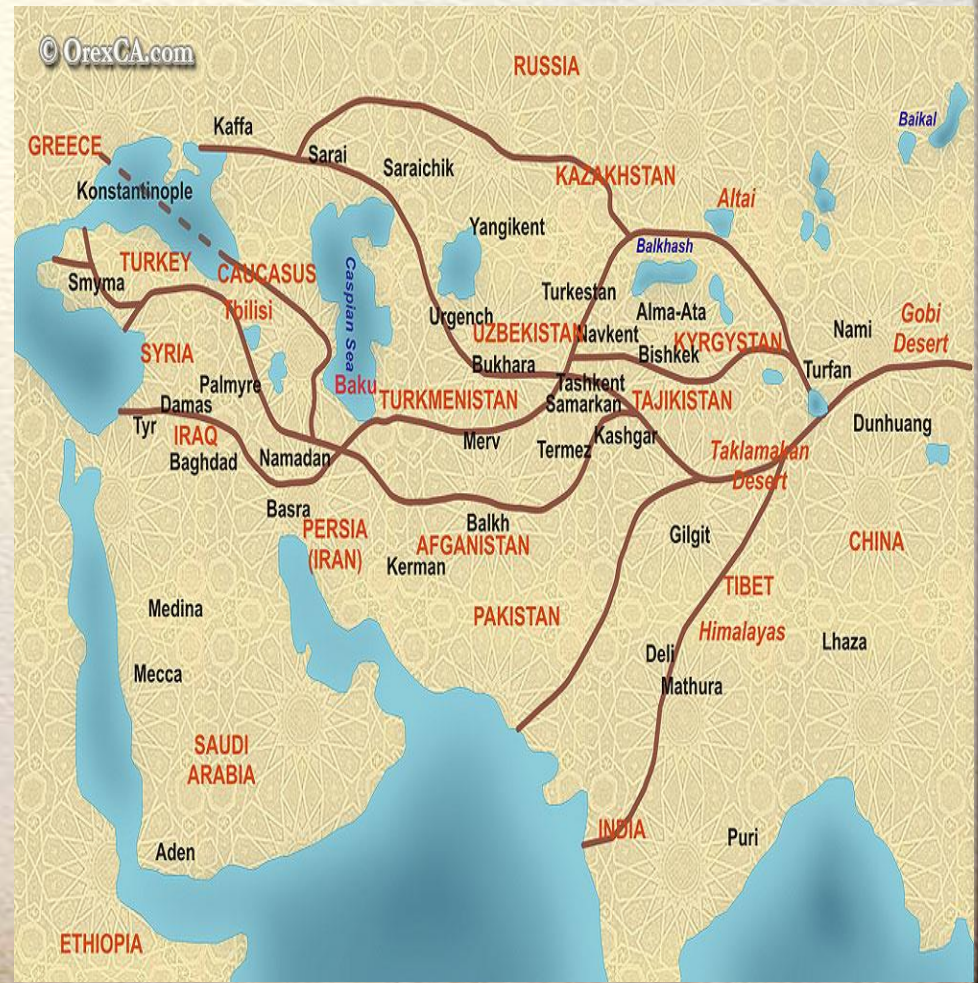 © OrexCA.com
RUSSIA
Baikal
Kaffa
GREECE
Sarai
Saraichik
KAZAKHSTAN
Konstantinople
Altai
Yangikent
Balkhash
TURKEY
CAUCASUS
Smyma
Caspian Sea
Turkestan
Tbilisi
Alma-Ata
Urgench
Gobi
Desert
UZBEKISTAN
Navkent
Nami
KYRGYSTAN
SYRIA
Bishkek
Bukhara
Turfan
Palmyre
Baku
Tashkent
TURKMENISTAN
Samarkan
TAJIKISTAN
Damas
Tyr
Dunhuang
IRAQ
Kashgar
Merv
Termez
Taklamakan
Desert
Baghdad
Namadan
Basra
Balkh
PERSIA
(IRAN)
Gilgit
AFGANISTAN
CHINA
Kerman
TIBET
Medina
PAKISTAN
Himalayas
Lhaza
Deli
Mecca
Mathura
SAUDI
ARABIA
INDIA
Puri
Aden
ETHIOPIA